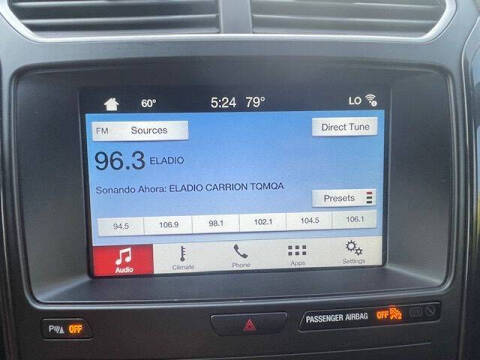 60° 5:24 79° LO
FM Sources Direct Tune
96.3 ELADIO
Sonando Ahora: ELADIO CARRION TQMQA
Presets
94.5 106.9 98.1 102.1 104.5 106.1
Audio Climate Phone Apps Settings
P OFF PASSENGER AIRBAG OFF